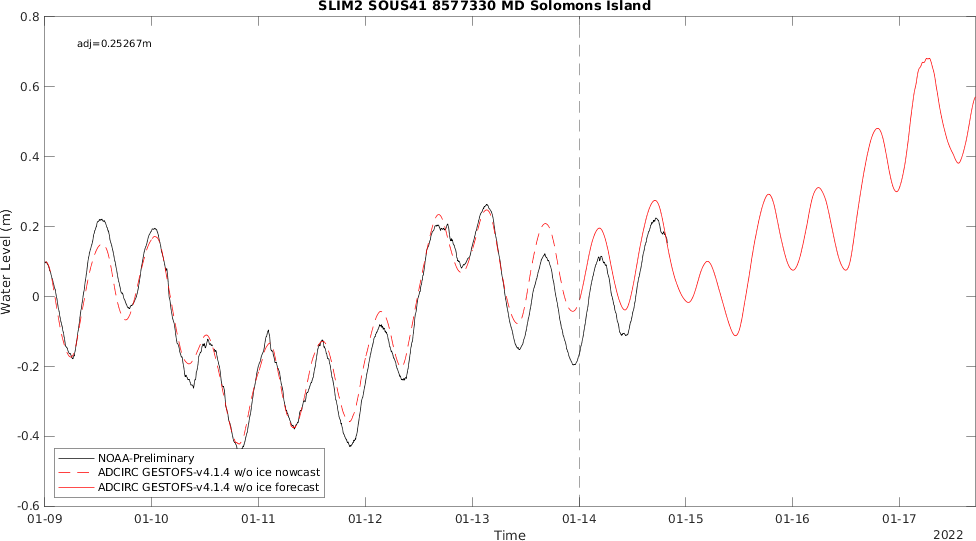 SLIM2 SOUS41 8577330 MD Solomons Island
adj=0.25267m
0.8
0.6
0.4
0.2
0
-0.2
-0.4
-0.6
Water Level (m)
NOAA-Preliminary
ADCIRC GESTOFS-v4.1.4 w/o ice nowcast
ADCIRC GESTOFS-v4.1.4 w/o ice forecast
01-09 01-10 01-11 01-12 01-13 01-14 01-15 01-16 01-17
Time
2022